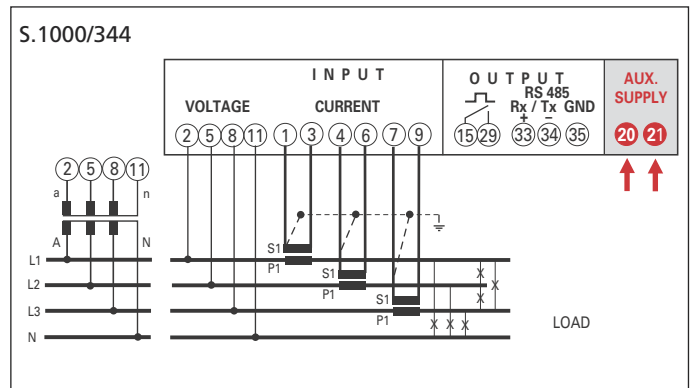 S.1000/344
INPUT
OUTPUT
AUX.
SUPPLY
VOLTAGE
CURRENT
RS 485
Rx / Tx GND
+ −
2 5 8 11 1 3 4 6 7 9 15 29 33 34 35 20 21
2 5 8 11
a n
A N
S1
L1
P1
S1
L2
P1
S1
L3
P1
N
X X
X X
X X X
LOAD